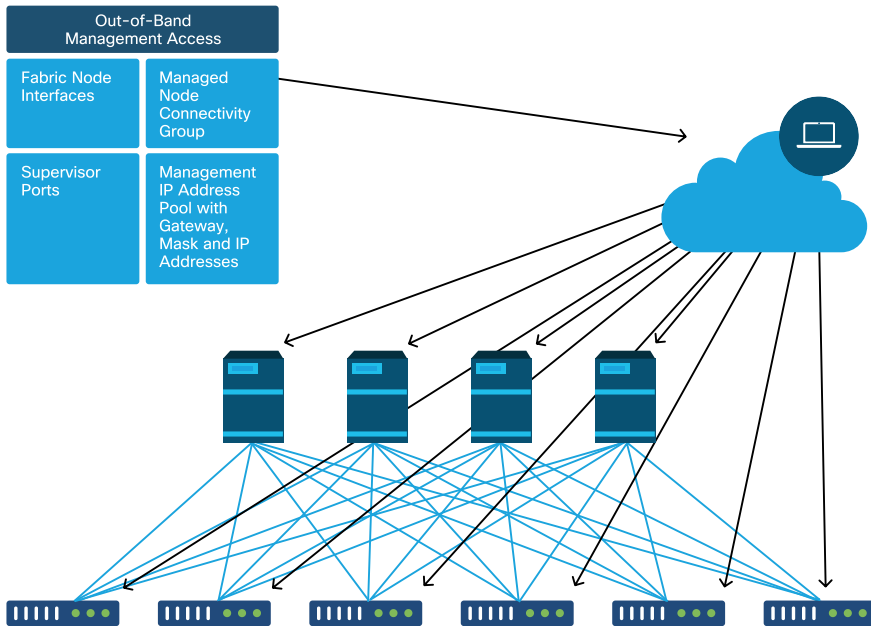 Out-of-Band
Management Access
Fabric Node
Interfaces
Managed
Node
Connectivity
Group
Supervisor
Ports
Management
IP Address
Pool with
Gateway,
Mask and IP
Addresses